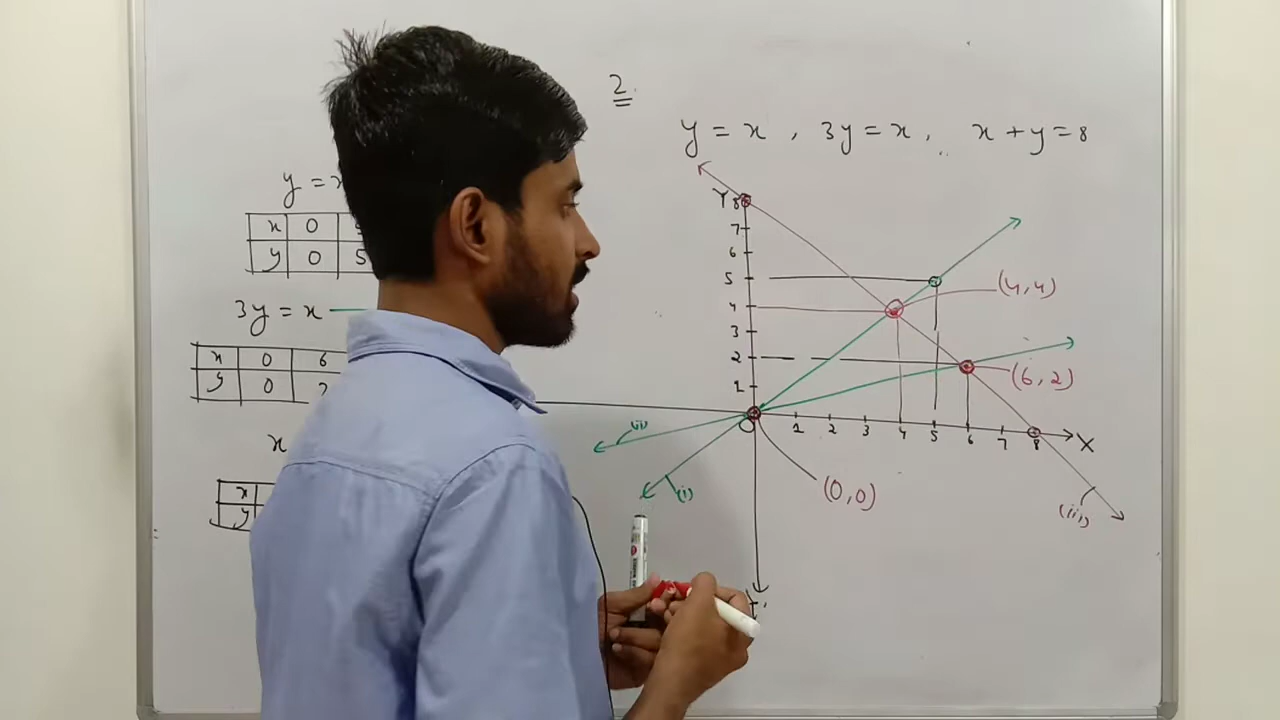 2.
y = x , 3y = x , x + y = 8
y = x
x 0 5
y 0 5
3y = x
x 0 6
y 0 2
x
x
y
Y 8
7
6
5
4
3
2
1
O 1 2 3 4 5 6 7 8 X
(4,4)
(6,2)
(0,0)
(ii)
(i)
(iii)
Y'